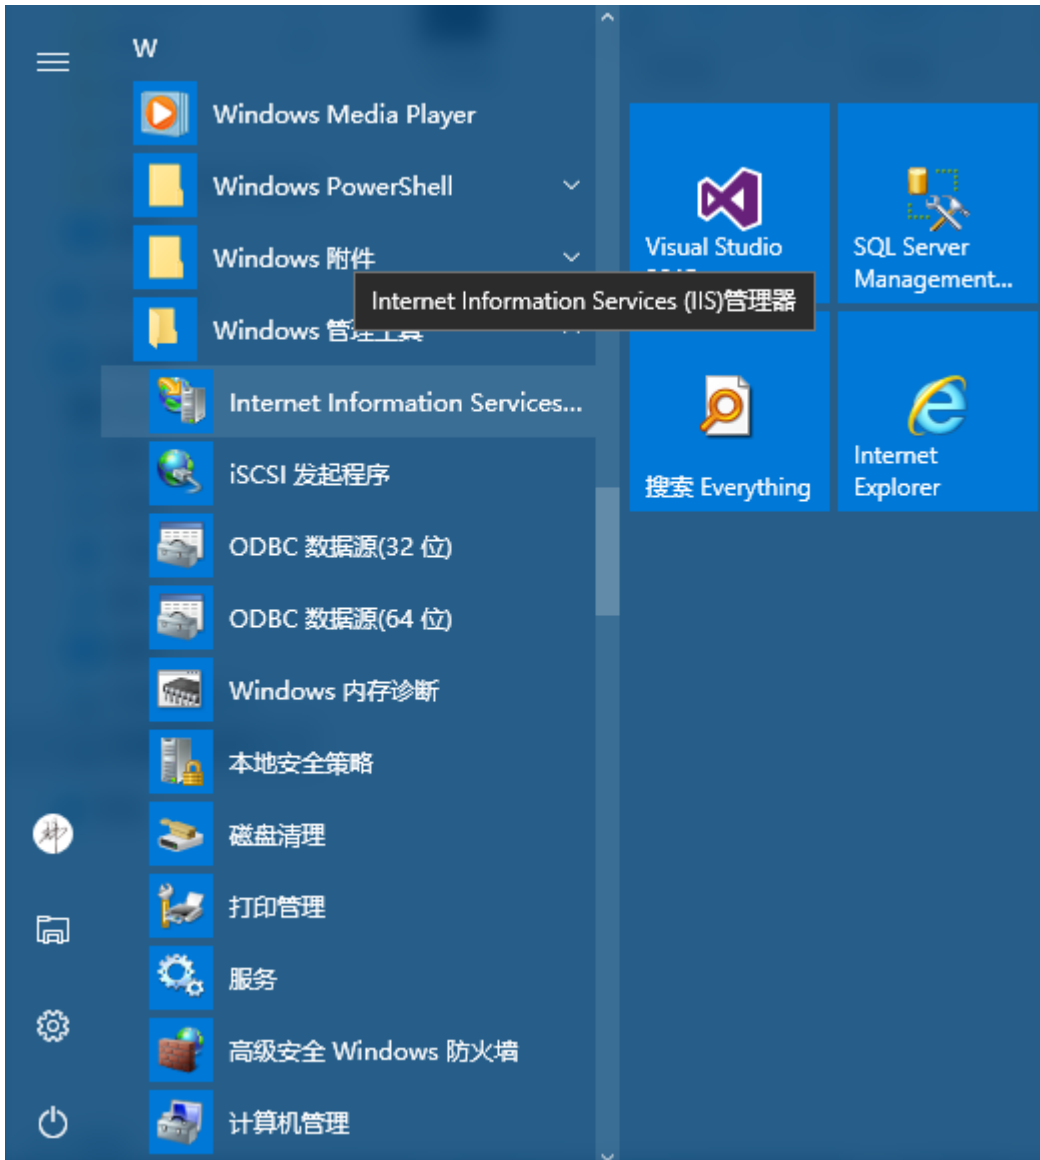 W
Windows Media Player
Windows PowerShell
Windows 附件
Internet Information Services (IIS)管理器
Windows 管理工具
Internet Information Services...
iSCSI 发起程序
ODBC 数据源(32 位)
ODBC 数据源(64 位)
Windows 内存诊断
本地安全策略
磁盘清理
打印管理
服务
高级安全 Windows 防火墙
计算机管理
Visual Studio
SQL Server
Management...
搜索 Everything
Internet
Explorer